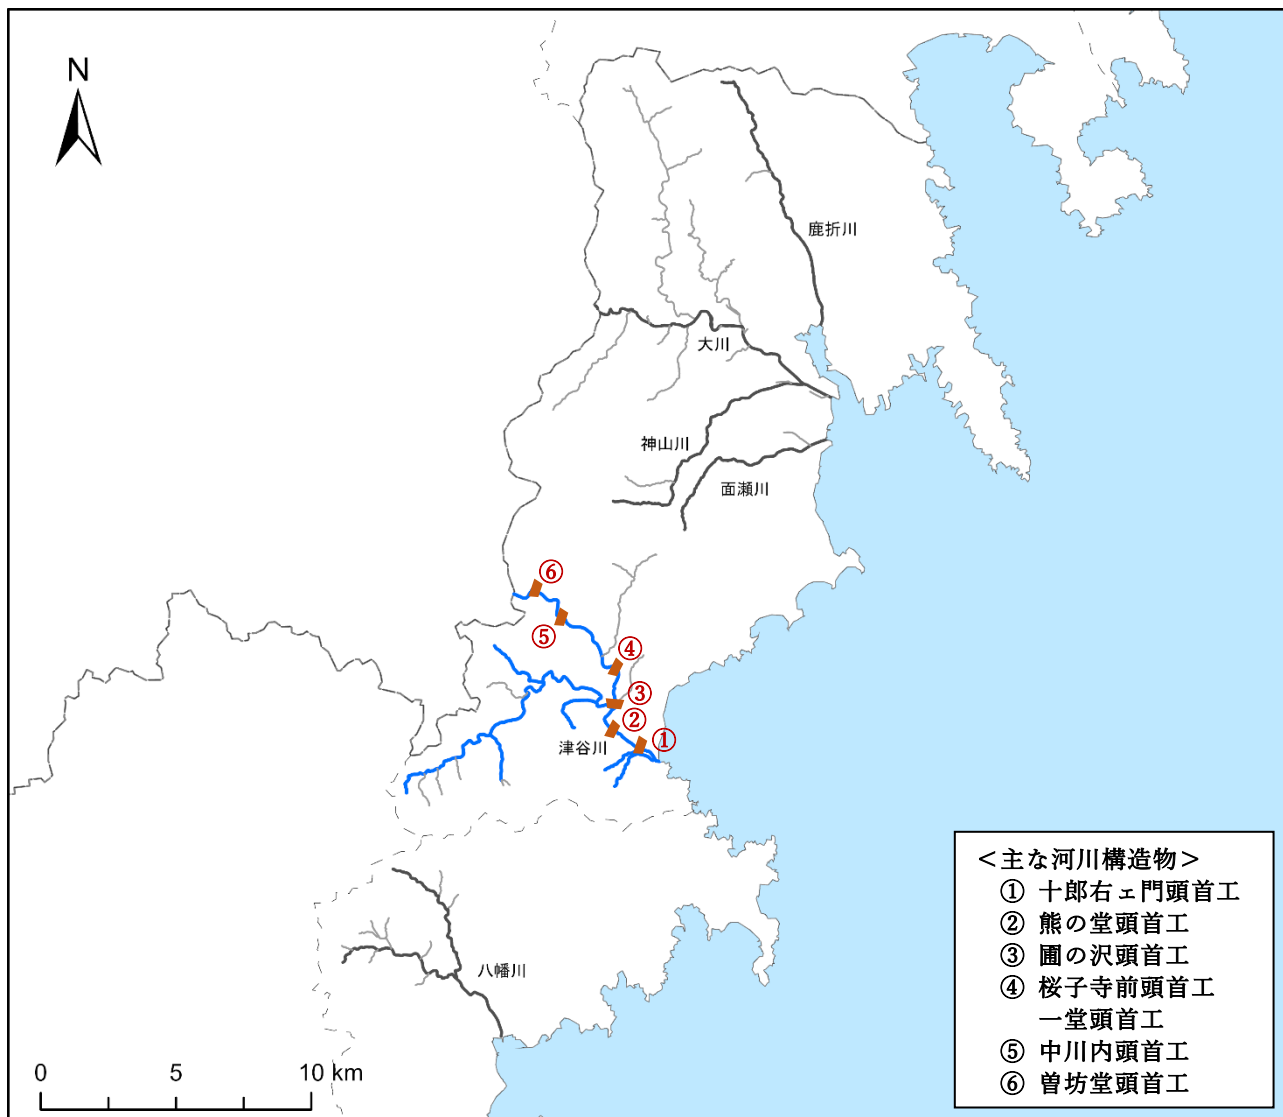 N
鹿折川
大川
神山川
面瀬川
⑥
⑤
④
③
②
①
津谷川
八幡川
＜主な河川構造物＞
① 十郎右ェ門頭首工
② 熊の堂頭首工
③ 圃の沢頭首工
④ 桜子寺前頭首工
一堂頭首工
⑤ 中川内頭首工
⑥ 曽坊堂頭首工
0 5 10 km